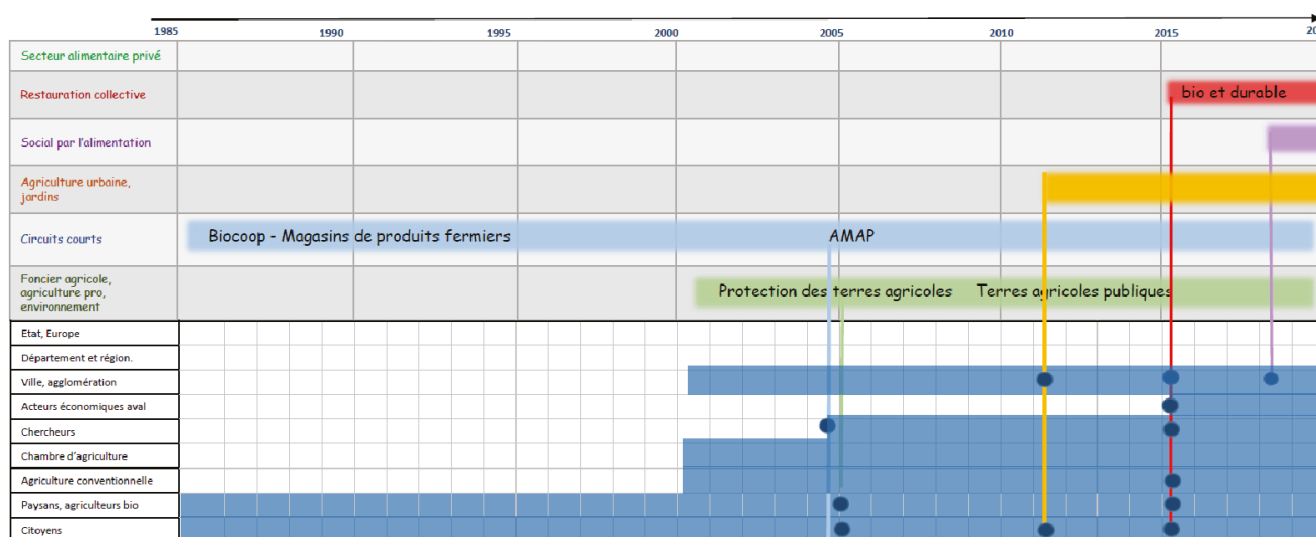 1985 1990 1995 2000 2005 2010 2015 20
Secteur alimentaire privé
Restauration collective
bio et durable
Social par l'alimentation
Agriculture urbaine,
jardins
Circuits courts
Biocoop - Magasins de produits fermiers AMAP
Foncier agricole,
agriculture pro,
environnement
Protection des terres agricoles Terres agricoles publiques
Etat, Europe
Département et région.
Ville, agglomération
Acteurs économiques aval
Chercheurs
Chambre d'agriculture
Agriculture conventionnelle
Paysans, agriculteurs bio
Citoyens